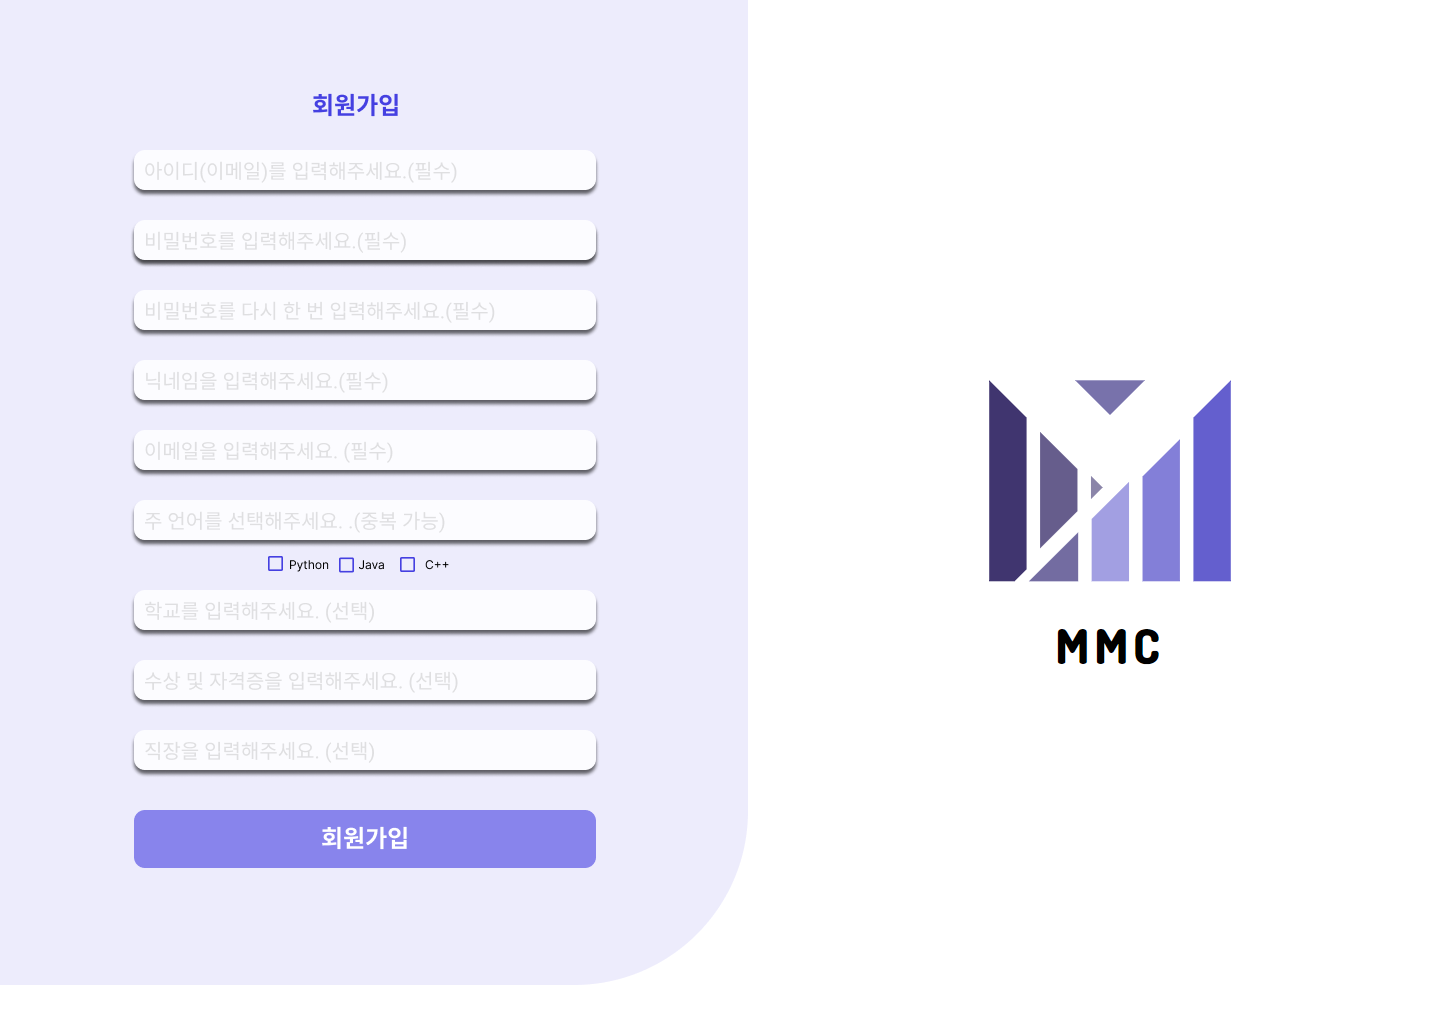 회원가입
아이디(이메일)를 입력해주세요.(필수)
비밀번호를 입력해주세요.(필수)
비밀번호를 다시 한 번 입력해주세요.(필수)
닉네임을 입력해주세요.(필수)
이메일을 입력해주세요. (필수)
주 언어를 선택해주세요. .(중복 가능)
Python Java C++
학교를 입력해주세요. (선택)
수상 및 자격증을 입력해주세요. (선택)
직장을 입력해주세요. (선택)
회원가입
MMC